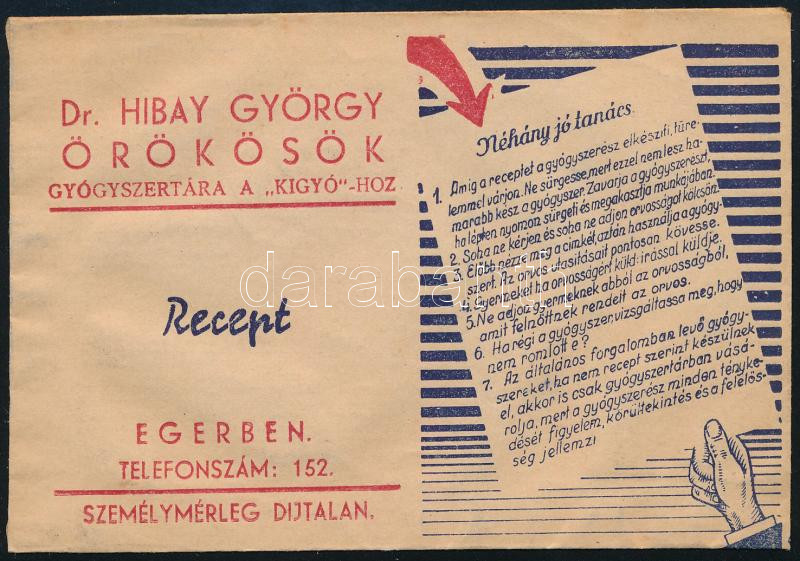 Dr. HIBAY GYÖRGY
ÖRÖKÖSÖK
GYÓGYSZERTÁRA A „KIGYÓ"-HOZ
Recept
EGERBEN.
TELEFONSZÁM: 152.
SZEMÉLYMÉRLEG DIJTALAN.
Néhány jó tanács.
1. Amig a receptet a gyógyszerész elkészíti, türe-
lemmel várjon. Ne sürgesse, mert ezzel nem lesz ha-
marabb kész a gyógyszer. Zavarja a gyógyszerészt,
ha lépten nyomon sürgeti és megakasztja munkájában.
2. Soha ne kérjen és soha ne adjon orvosságot kölcsön.
3. Előbb nézze meg a cimkét, aztán használja a gyógy-
szert. Az orvos utasitásait pontosan kövesse.
4. Gyermeket ha orvosságért küld: irással küldje.
5. Ne adjon gyermeknek abból az orvosságból,
amit felnőttnek rendelt az orvos.
6. Ha régi a gyógyszer, vizsgáltassa meg, hogy
nem romlott-e?
7. Az általános forgalomban levő gyógy-
szereket, ha nem recept szerint készülnek
el, akkor is csak gyógyszertárban vásá-
rolja, mert a gyógyszerész minden tényke-
dését figyelem, körültekintés és a felelős-
ség jellemzi
darabanth